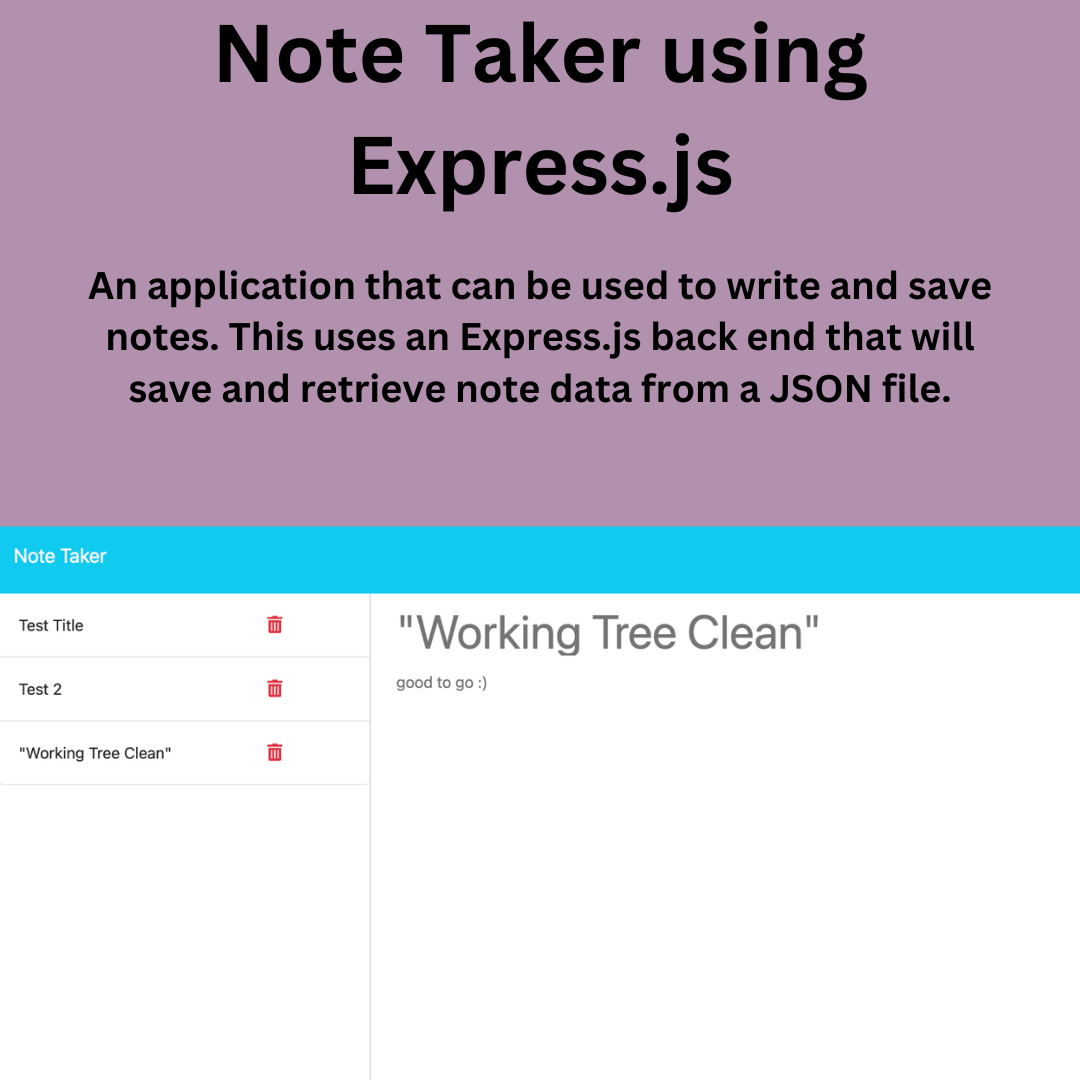 Note Taker using
Express.js
An application that can be used to write and save
notes. This uses an Express.js back end that will
save and retrieve note data from a JSON file.
Note Taker
Test Title
Test 2
"Working Tree Clean"
"Working Tree Clean"
good to go :)